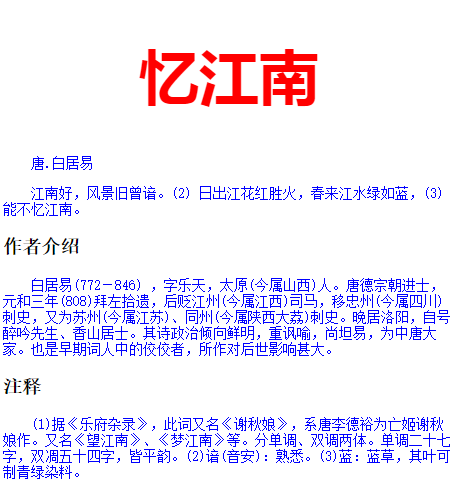 忆江南
唐.白居易
江南好，风景旧曾谙。(2) 日出江花红胜火，春来江水绿如蓝，(3)
能不忆江南。
作者介绍
白居易(772－846) ，字乐天，太原(今属山西)人。唐德宗朝进士，
元和三年(808)拜左拾遗，后贬江州(今属江西)司马，移忠州(今属四川)
刺史，又为苏州(今属江苏)、同州(今属陕西大荔)刺史。晚居洛阳，自号
醉吟先生、香山居士。其诗政治倾向鲜明，重讽喻，尚坦易，为中唐大
家。也是早期词人中的佼佼者，所作对后世影响甚大。
注释
(1)据《乐府杂录》，此词又名《谢秋娘》，系唐李德裕为亡姬谢秋
娘作。又名《望江南》、《梦江南》等。分单调、双调两体。单调二十七
字，双凋五十四字，皆平韵。(2)谙(音安)：熟悉。(3)蓝：蓝草，其叶可
制青绿染料。